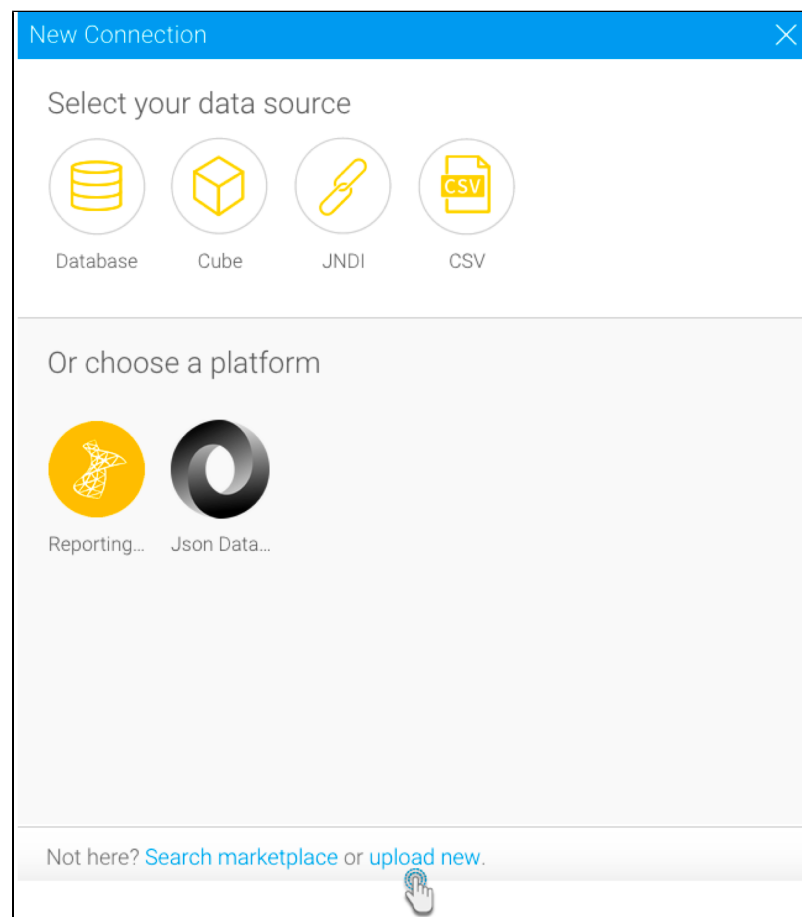 New Connection
Select your data source
CSV
Database Cube JNDI CSV
Or choose a platform
Reporting... Json Data...
Not here? Search marketplace or upload new.